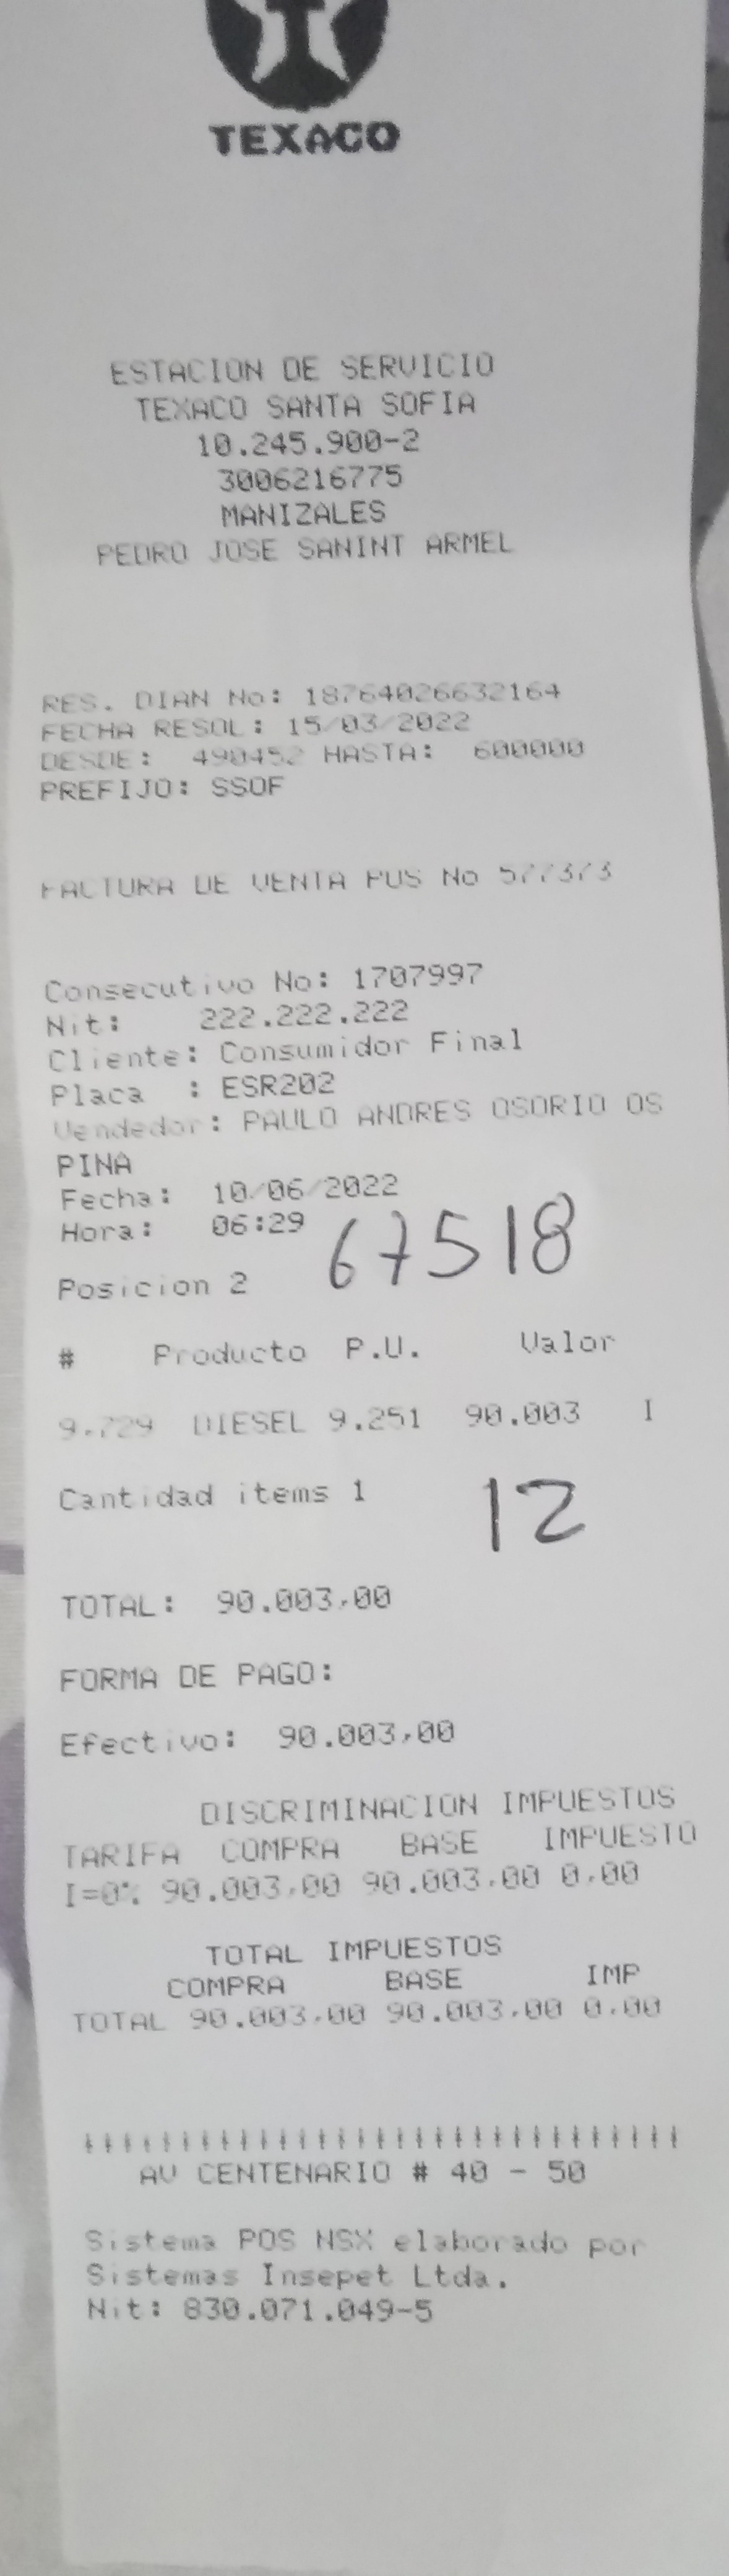 TEXACO
ESTACION DE SERVICIO
TEXACO SANTA SOFIA
10.245.900-2
3006216775
MANIZALES
PEDRO JOSE SANINT ARMEL
RES. DIAN No: 18764026632164
FECHA RESOL: 15/03/2022
DESDE: 490452 HASTA: 600000
PREFIJO: SSOF
FACTURA DE VENTA POS No 577373
Consecutivo No: 1707997
Nit: 222.222.222
Cliente: Consumidor Final
Placa : ESR202
Vendedor: PAULO ANDRES OSORIO OS
PINA
Fecha: 10/06/2022
Hora: 06:29
67518
Posicion 2
# Producto P.U. Valor
9.729 DIESEL 9.251 90.003 I
Cantidad items 1
12
TOTAL: 90.003,00
FORMA DE PAGO:
Efectivo: 90.003,00
DISCRIMINACION IMPUESTOS
TARIFA COMPRA BASE IMPUESTO
I=0% 90.003,00 90.003,00 0,00
TOTAL IMPUESTOS
COMPRA BASE IMP
TOTAL 90.003,00 90.003,00 0,00
AV CENTENARIO # 40 - 50
Sistema POS NSX elaborado por
Sistemas Insepet Ltda.
Nit: 830.071.049-5